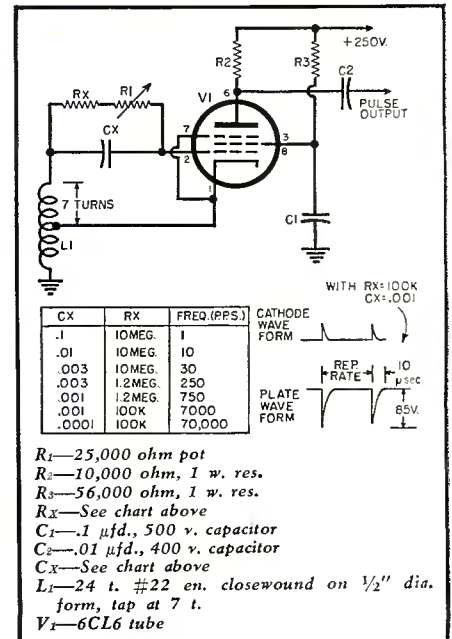 +250V.
R2
R3
C2
PULSE
OUTPUT
RX
R1
V1
6
CX
7
2
3
8
1
7 TURNS
L1
C1
WITH RX=100K
CX=.001
CX RX FREQ.(P.P.S.)
.1 10MEG. 1
.01 10MEG. 10
.003 10MEG. 30
.003 1.2MEG. 250
.001 1.2MEG. 750
.001 100K 7000
.0001 100K 70,000
CATHODE
WAVE
FORM
REP.
RATE
10
µsec.
PLATE
WAVE
FORM
85V.
R1—25,000 ohm pot
R2—10,000 ohm, 1 w. res.
R3—56,000 ohm, 1 w. res.
RX—See chart above
C1—.1 µfd., 500 v. capacitor
C2—.01 µfd., 400 v. capacitor
CX—See chart above
L1—24 t. #22 en. closewound on ½" dia.
form, tap at 7 t.
V1—6CL6 tube